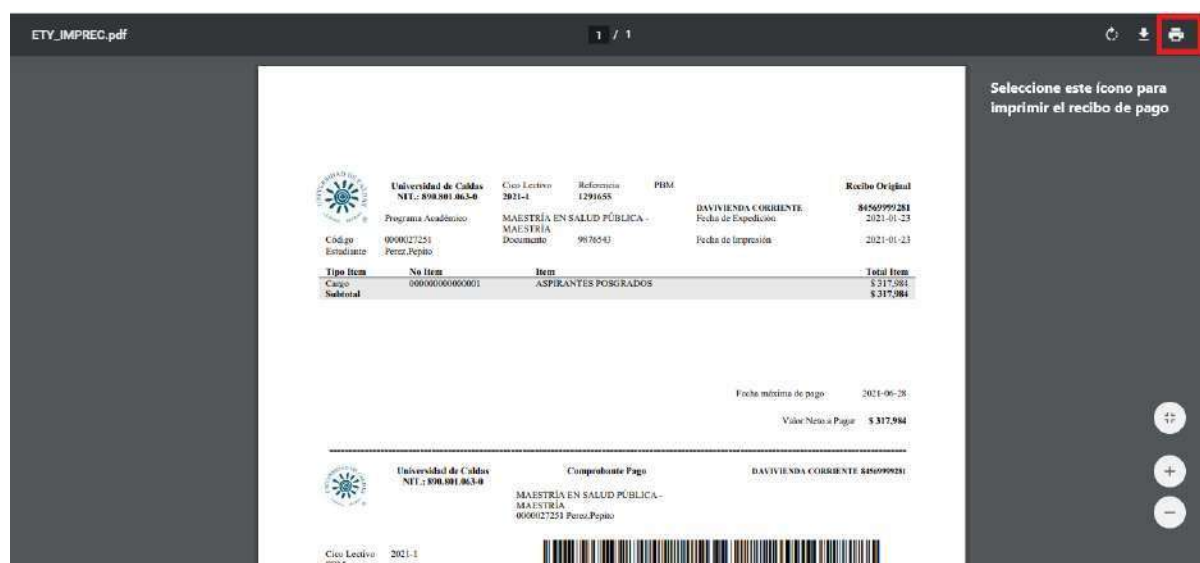 ETY_IMPREC.pdf
1 / 1
Seleccione este ícono para
imprimir el recibo de pago
UNIVERSIDAD DE CALDAS
Universidad de Caldas
NIT.: 890.801.063-0
Cico Lectivo Referencia PBM
2021-1 1291655
Recibo Original
DAVIVIENDA CORRIENTE 84569999281
Programa Académico MAESTRÍA EN SALUD PÚBLICA -
MAESTRÍA
Fecha de Expedición 2021-01-23
Código 0000027251 Documento 9876543 Fecha de Impresión 2021-01-23
Estudiante Perez,Pepito
Tipo Item No Item Item Total Item
Cargo 000000000000001 ASPIRANTES POSGRADOS $ 317,984
Subtotal $ 317,984
Fecha máxima de pago 2021-06-28
Valor Neto a Pagar $ 317,984
Universidad de Caldas Comprobante Pago DAVIVIENDA CORRIENTE 84569999281
NIT.: 890.801.063-0
MAESTRÍA EN SALUD PÚBLICA -
MAESTRÍA
0000027251 Perez,Pepito
Cico Lectivo 2021-1